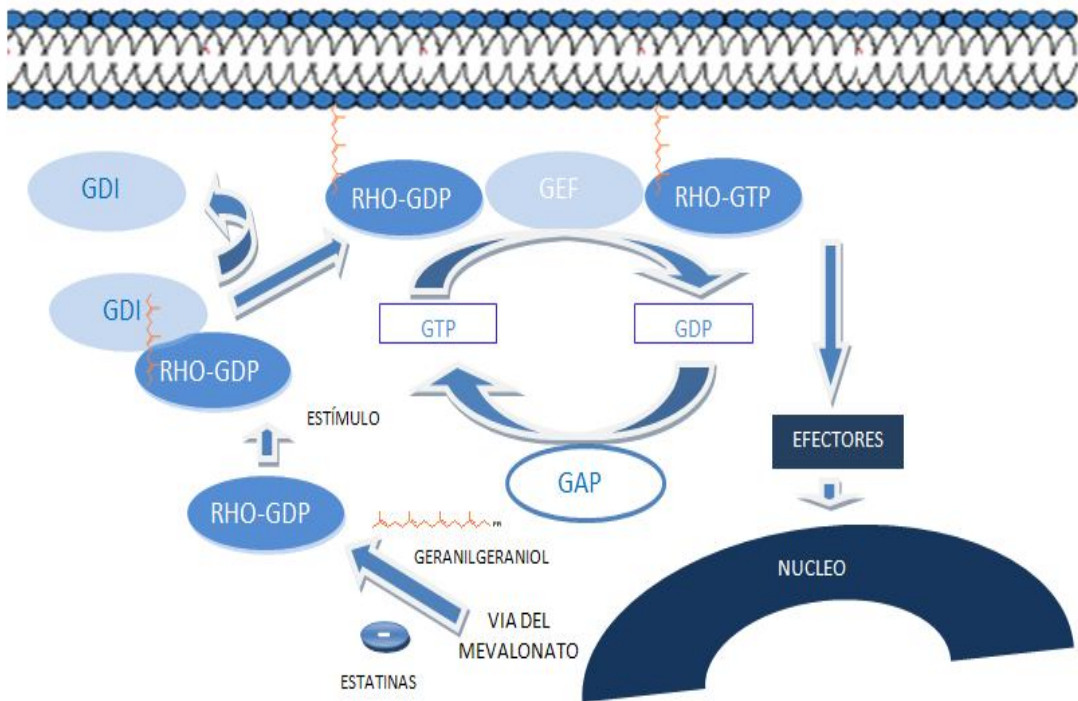 GDI
RHO-GDP
GEF
RHO-GTP
GDI
RHO-GDP
GTP
GDP
ESTÍMULO
EFECTORES
GAP
RHO-GDP
GERANILGERANIOL
NUCLEO
VIA DEL
MEVALONATO
ESTATINAS